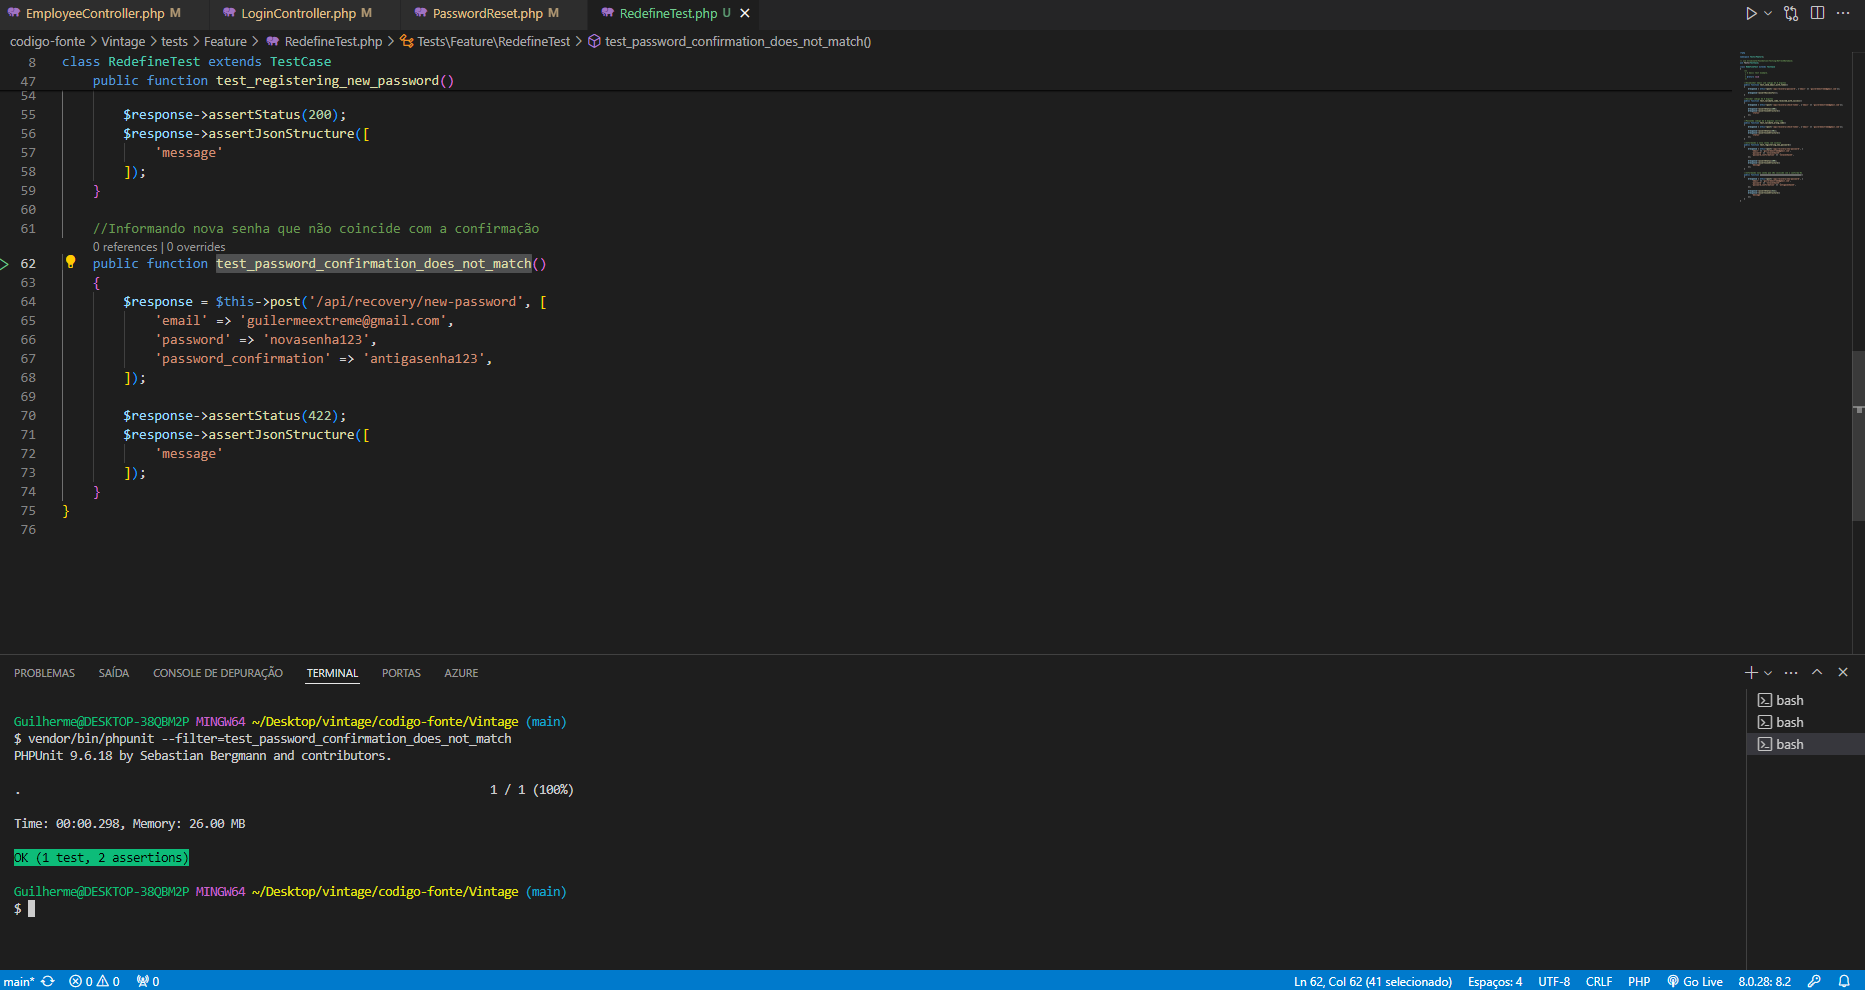 EmployeeController.php M LoginController.php M PasswordReset.php M RedefineTest.php U
codigo-fonte > Vintage > tests > Feature > RedefineTest.php > Tests\Feature\RedefineTest > test_password_confirmation_does_not_match()
8 class RedefineTest extends TestCase
47 public function test_registering_new_password()
54
55 $response->assertStatus(200);
56 $response->assertJsonStructure([
57 'message'
58 ]);
59 }
60
61 //Informando nova senha que não coincide com a confirmação
0 references | 0 overrides
62 public function test_password_confirmation_does_not_match()
63 {
64 $response = $this->post('/api/recovery/new-password', [
65 'email' => 'guilermeextreme@gmail.com',
66 'password' => 'novasenha123',
67 'password_confirmation' => 'antigasenha123',
68 ]);
69
70 $response->assertStatus(422);
71 $response->assertJsonStructure([
72 'message'
73 ]);
74 }
75 }
76
PROBLEMAS SAÍDA CONSOLE DE DEPURAÇÃO TERMINAL PORTAS AZURE
Guilherme@DESKTOP-38QBM2P MINGW64 ~/Desktop/vintage/codigo-fonte/Vintage (main)
$ vendor/bin/phpunit --filter=test_password_confirmation_does_not_match
PHPUnit 9.6.18 by Sebastian Bergmann and contributors.
. 1 / 1 (100%)
Time: 00:00.298, Memory: 26.00 MB
OK (1 test, 2 assertions)
Guilherme@DESKTOP-38QBM2P MINGW64 ~/Desktop/vintage/codigo-fonte/Vintage (main)
$
bash
bash
bash
main* 0 0 0 Ln 62, Col 62 (41 selecionado) Espaços: 4 UTF-8 CRLF PHP Go Live 8.0.28: 8.2